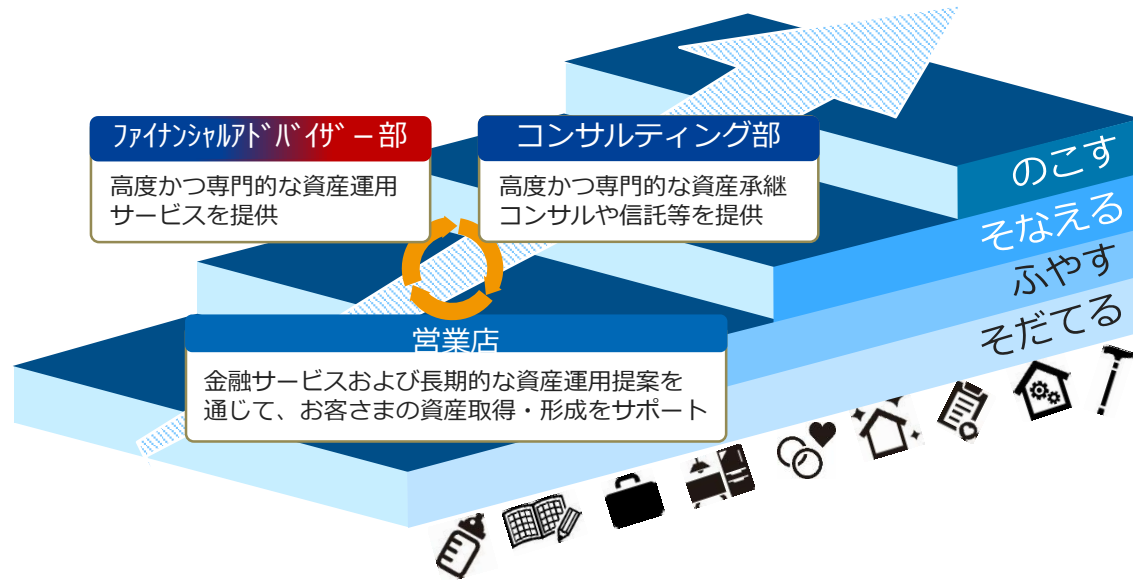 ﾌｧｲﾅﾝｼｬﾙｱﾄﾞﾊﾞｲｻﾞｰ部
高度かつ専門的な資産運用
サービスを提供
コンサルティング部
高度かつ専門的な資産承継
コンサルや信託等を提供
営業店
金融サービスおよび長期的な資産運用提案を
通じて、お客さまの資産取得・形成をサポート
のこす
そなえる
ふやす
そだてる